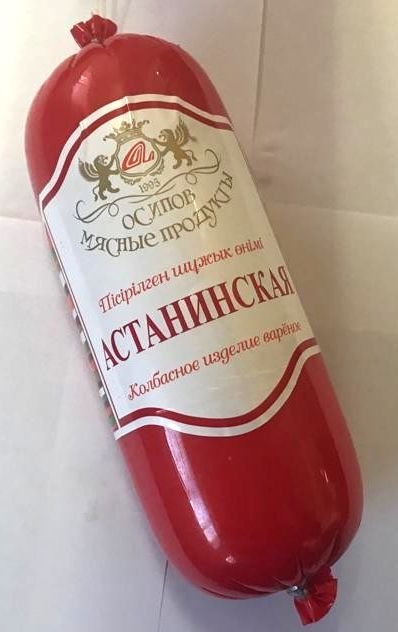 1993
ОСИПОВ
МЯСНЫЕ ПРОДУКТЫ
Пісірілген шұжық өнімі
АСТАНИНСКАЯ
Колбасное изделие варёное